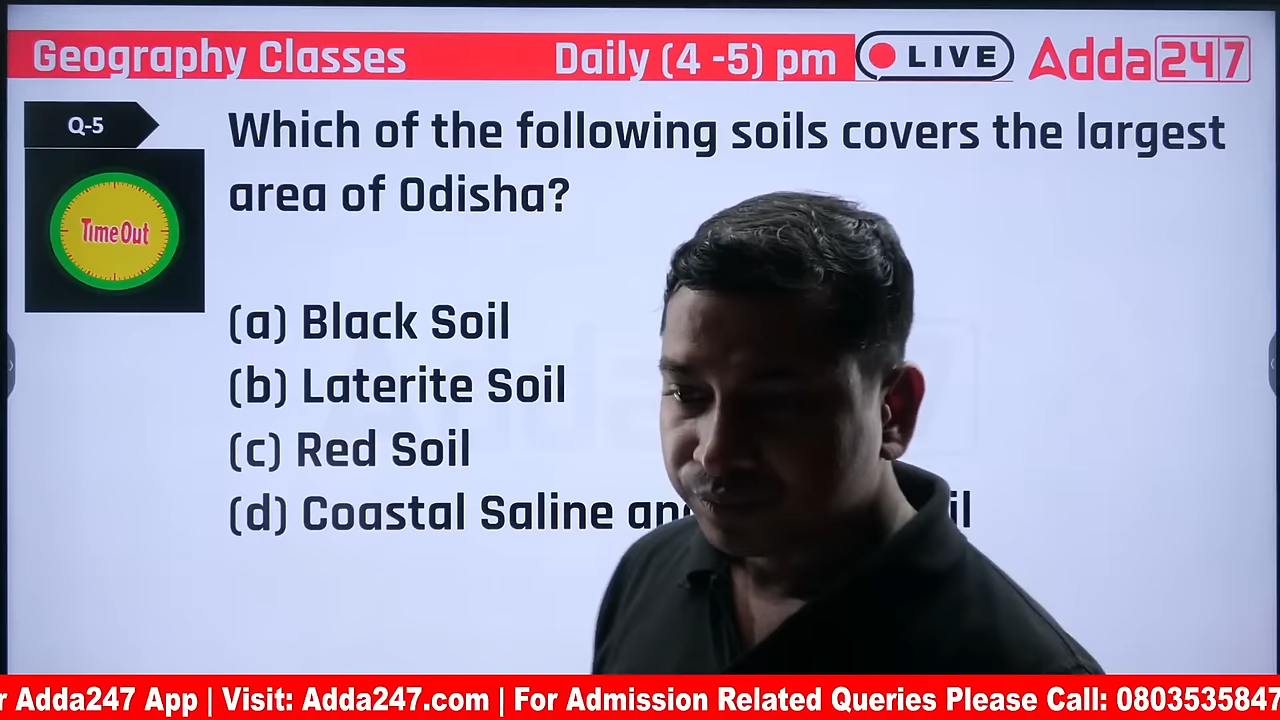 Geography Classes Daily (4 -5) pm LIVE Adda247
Q-5
Time Out
Which of the following soils covers the largest
area of Odisha?
(a) Black Soil
(b) Laterite Soil
(c) Red Soil
(d) Coastal Saline
Adda247 App | Visit: Adda247.com | For Admission Related Queries Please Call: 0803535847